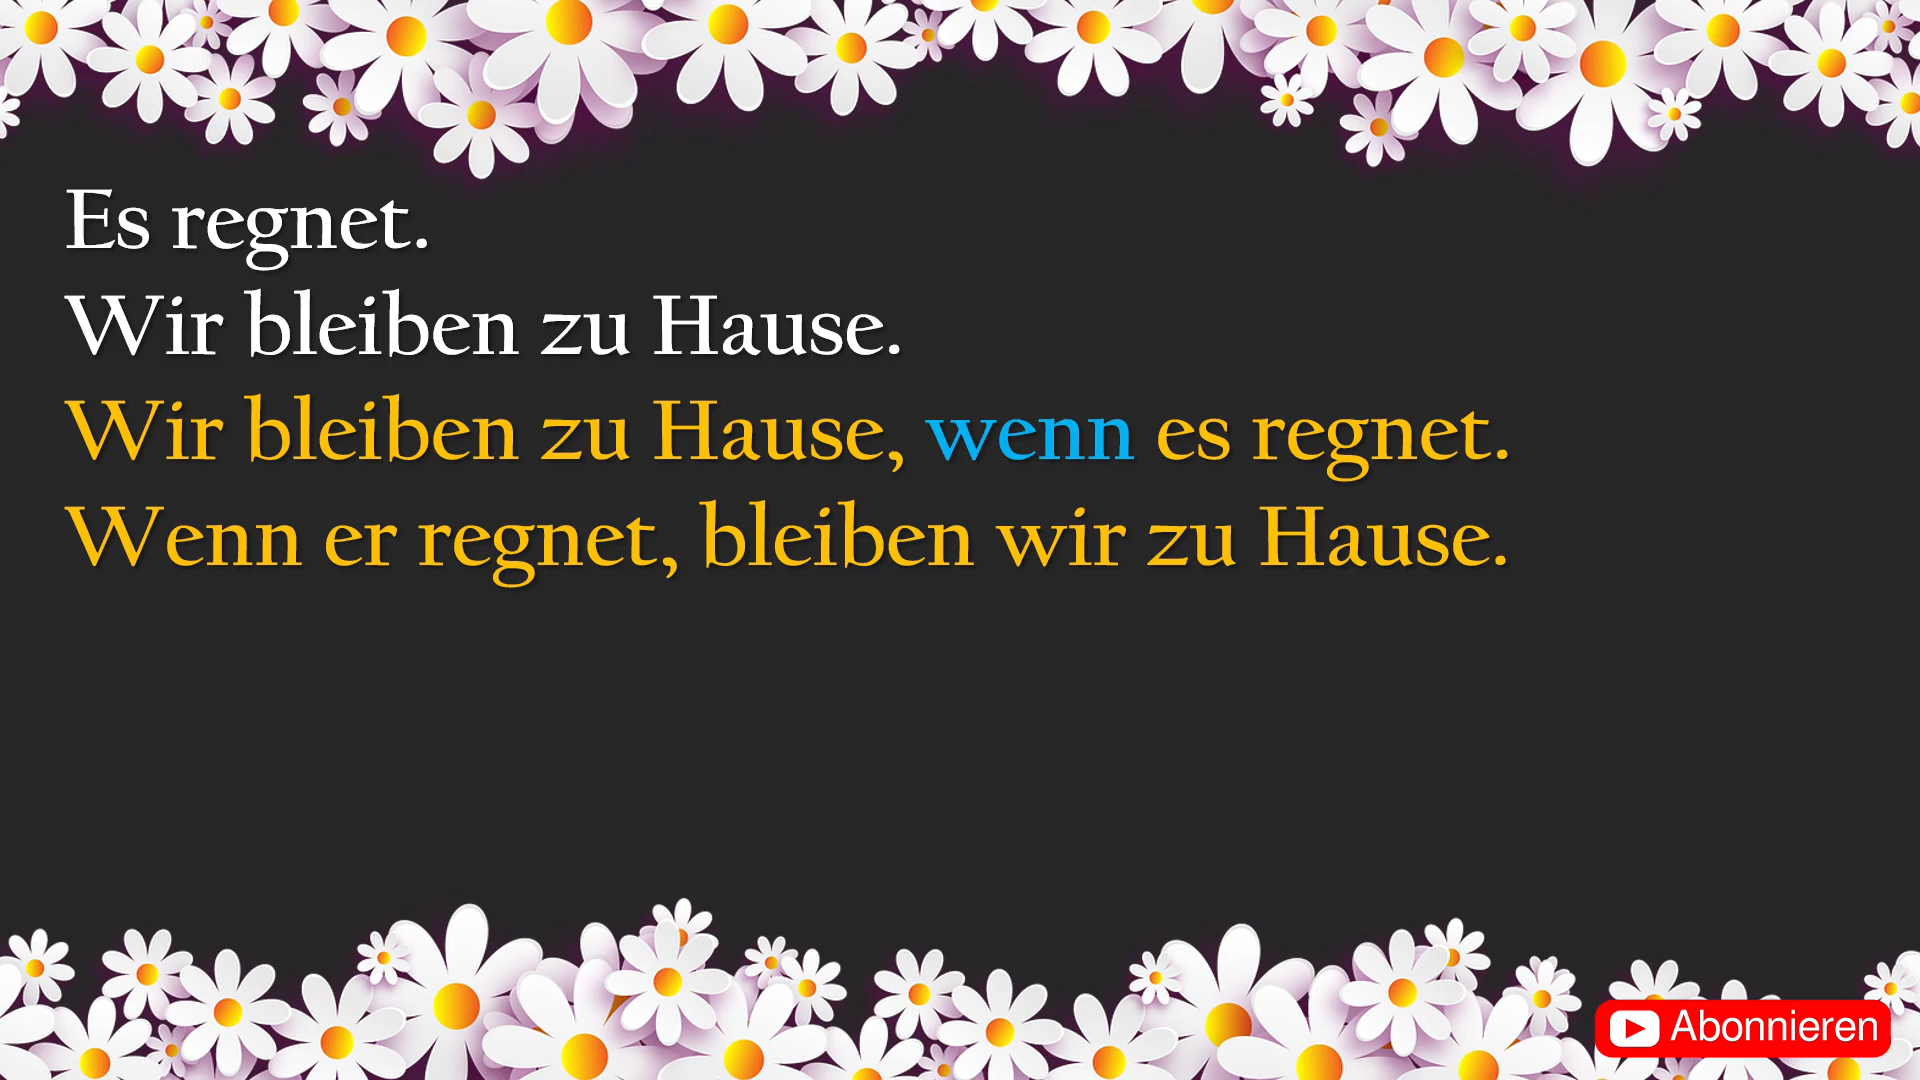 Es regnet.
Wir bleiben zu Hause.
Wir bleiben zu Hause, wenn es regnet.
Wenn er regnet, bleiben wir zu Hause.
Abonnieren